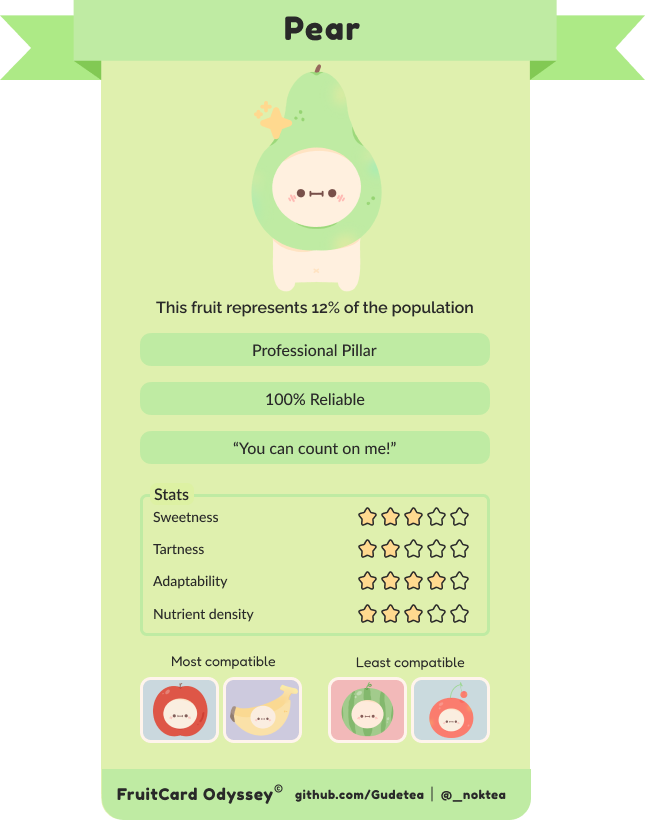 Pear
This fruit represents 12% of the population
Professional Pillar
100% Reliable
“You can count on me!”
Stats
Sweetness
Tartness
Adaptability
Nutrient density
Most compatible
Least compatible
FruitCard Odyssey© github.com/Gudetea | @_noktea